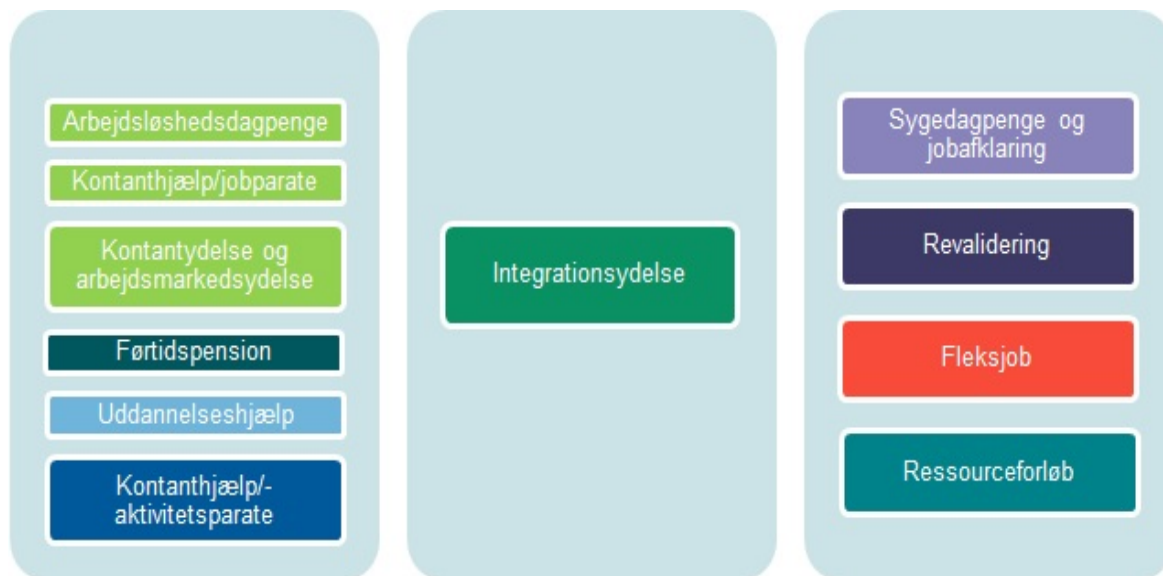 Arbejdsløshedsdagpenge
Kontanthjælp/jobparate
Kontantydelse og
arbejdsmarkedsydelse
Førtidspension
Uddannelseshjælp
Kontanthjælp/-
aktivitetsparate
Integrationsydelse
Sygedagpenge og
jobafklaring
Revalidering
Fleksjob
Ressourceforløb